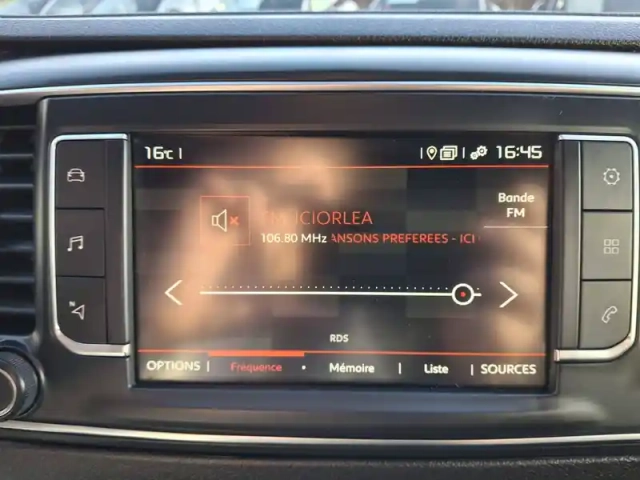 16°C
16:45
Bande
FM
ICIORLEA
106.80 MHz ANSONS PREFEREES - ICI
RDS
OPTIONS Fréquence Mémoire Liste SOURCES
N